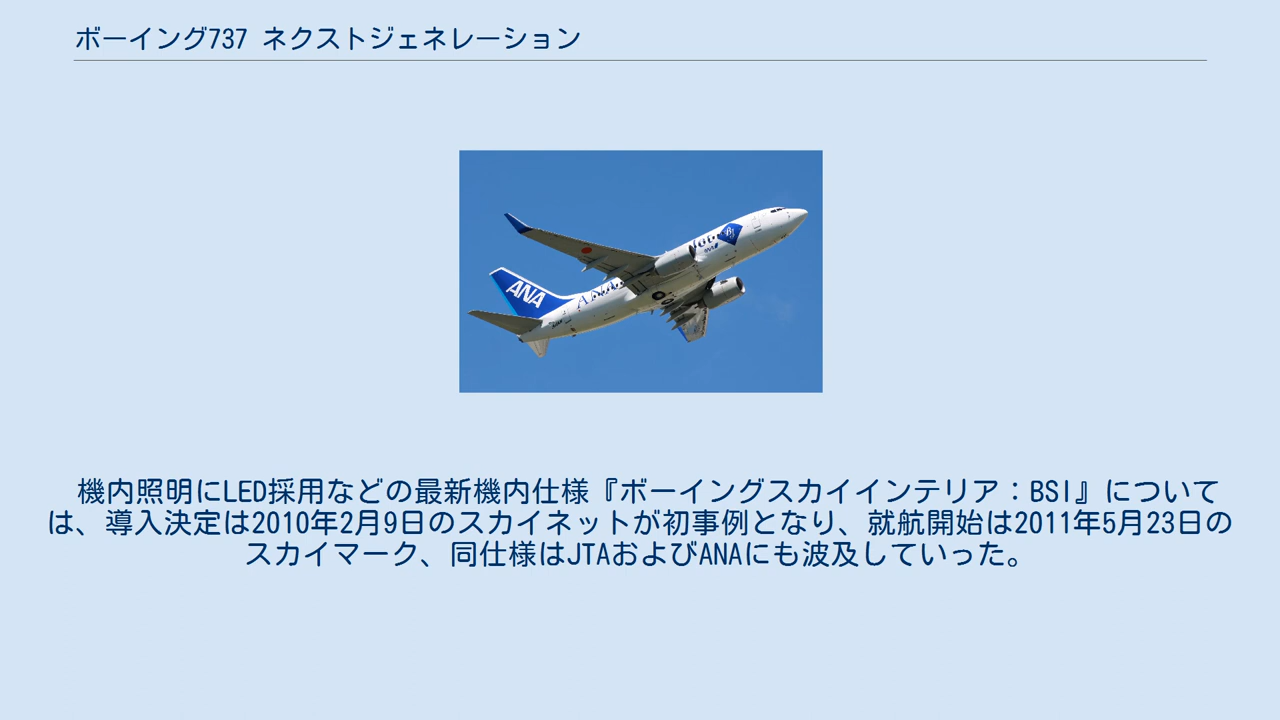 ボーイング737 ネクストジェネレーション
ANA
機内照明にLED採用などの最新機内仕様『ボーイングスカイインテリア：BSI』について
は、導入決定は2010年2月9日のスカイネットが初事例となり、就航開始は2011年5月23日の
スカイマーク、同仕様はJTAおよびANAにも波及していった。